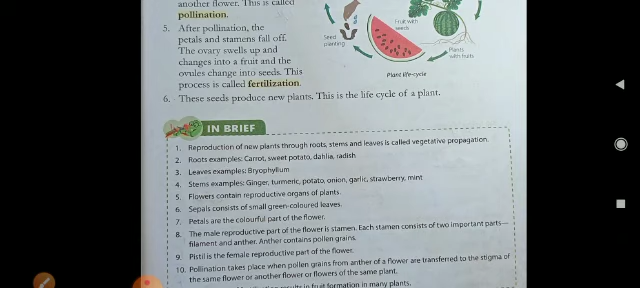 another flower. This is called
pollination.
5. After pollination, the
petals and stamens fall off.
The ovary swells up and
changes into a fruit and the
ovules change into seeds. This
process is called fertilization.
6. These seeds produce new plants. This is the life cycle of a plant.
Seed
planting
Fruit with
seeds
Plants
with fruits
Plant life-cycle
IN BRIEF
1. Reproduction of new plants through roots, stems and leaves is called vegetative propagation.
2. Roots examples: Carrot, sweet potato, dahlia, radish
3. Leaves examples: Bryophyllum
4. Stems examples: Ginger, turmeric, potato, onion, garlic, strawberry, mint
5. Flowers contain reproductive organs of plants.
6. Sepals consists of small green-coloured leaves.
7. Petals are the colourful part of the flower.
8. The male reproductive part of the flower is stamen. Each stamen consists of two important parts—
filament and anther. Anther contains pollen grains.
9. Pistil is the female reproductive part of the flower.
10. Pollination takes place when pollen grains from anther of a flower are transferred to the stigma of
the same flower or another flower or flowers of the same plant.
results in fruit formation in many plants.